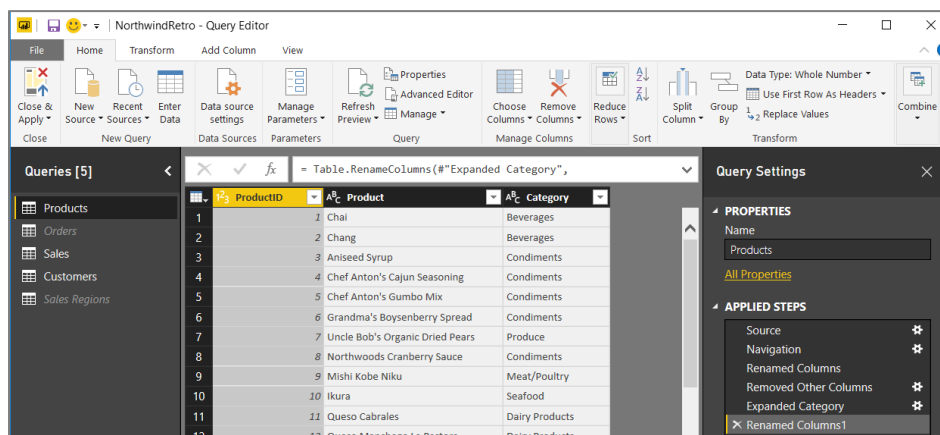 NorthwindRetro - Query Editor
File Home Transform Add Column View
Close & Apply
New Source
Recent Sources
Enter Data
Data source settings
Manage Parameters
Refresh Preview
Properties
Advanced Editor
Manage
Choose Columns
Remove Columns
Reduce Rows
Split Column
Group By
Data Type: Whole Number
Use First Row As Headers
Replace Values
Combine
Close New Query Data Sources Parameters Query Manage Columns Sort Transform
Queries [5]
Products
Orders
Sales
Customers
Sales Regions
fx = Table.RenameColumns(#"Expanded Category",
ProductID Product Category
1 1 Chai Beverages
2 2 Chang Beverages
3 3 Aniseed Syrup Condiments
4 4 Chef Anton's Cajun Seasoning Condiments
5 5 Chef Anton's Gumbo Mix Condiments
6 6 Grandma's Boysenberry Spread Condiments
7 7 Uncle Bob's Organic Dried Pears Produce
8 8 Northwoods Cranberry Sauce Condiments
9 9 Mishi Kobe Niku Meat/Poultry
10 10 Ikura Seafood
11 11 Queso Cabrales Dairy Products
Query Settings
PROPERTIES
Name
Products
All Properties
APPLIED STEPS
Source
Navigation
Renamed Columns
Removed Other Columns
Expanded Category
Renamed Columns1